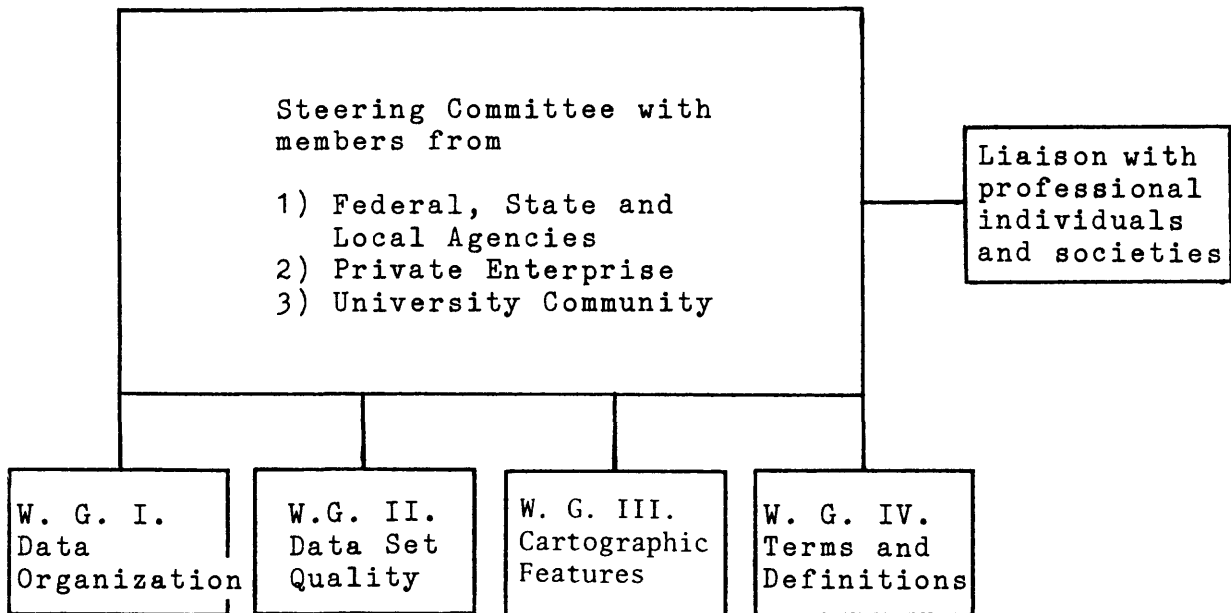 Steering Committee with
members from
1) Federal, State and
Local Agencies
2) Private Enterprise
3) University Community
Liaison with
professional
individuals
and societies
W. G. I.
Data
Organization
W.G. II.
Data Set
Quality
W. G. III.
Cartographic
Features
W. G. IV.
Terms and
Definitions